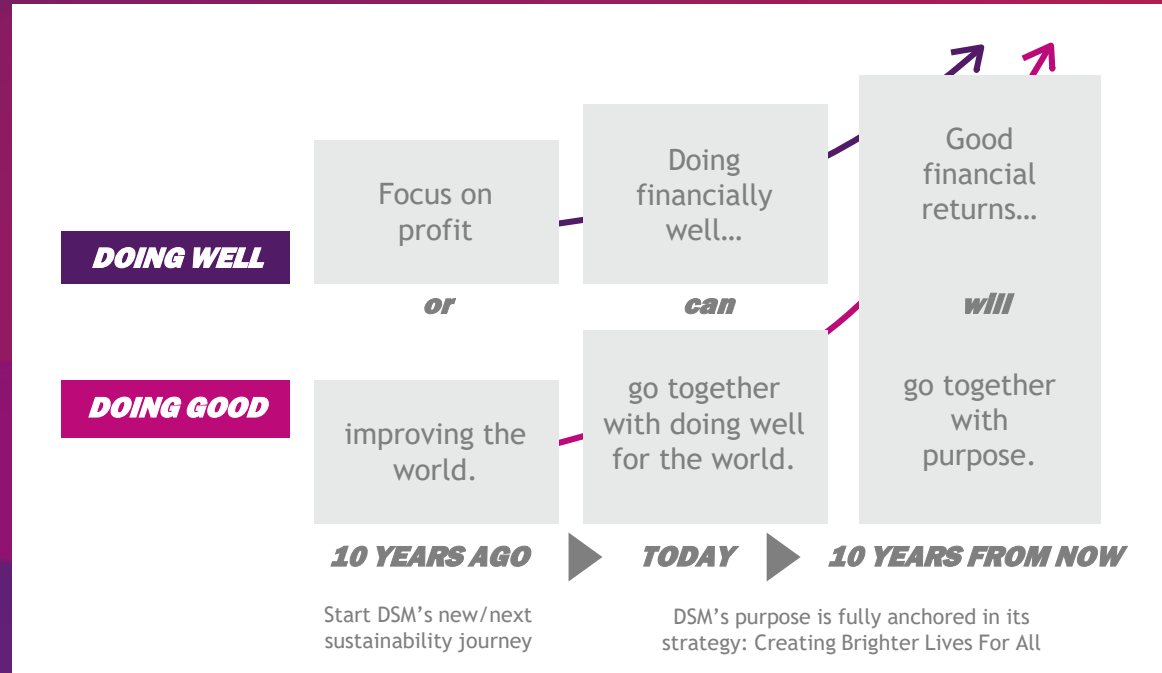 DOING WELL
Focus on
profit
or
improving the
world.
Doing
financially
well…
can
go together
with doing well
for the world.
Good
financial
returns…
will
go together
with
purpose.
DOING GOOD
10 YEARS AGO
TODAY
10 YEARS FROM NOW
Start DSM’s new/next
sustainability journey
DSM’s purpose is fully anchored in its
strategy: Creating Brighter Lives For All